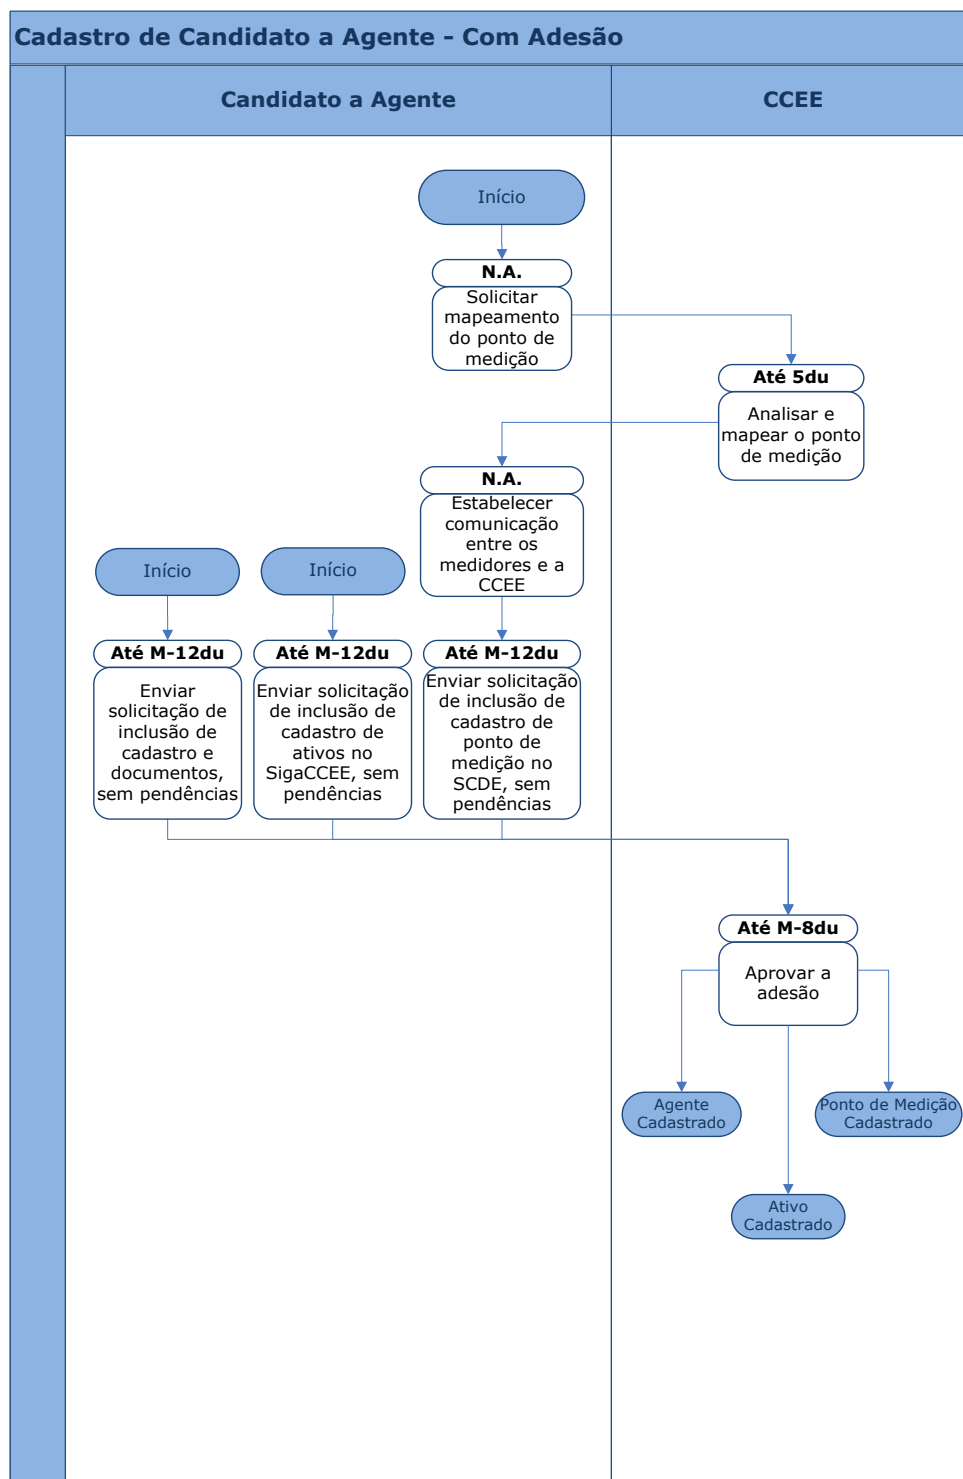 Cadastro de Candidato a Agente - Com Adesão
Candidato a Agente
CCEE
Início
N.A.
Solicitar
mapeamento
do ponto de
medição
Até 5du
Analisar e
mapear o ponto
de medição
N.A.
Estabelecer
comunicação
entre os
medidores e a
CCEE
Início
Início
Até M-12du
Enviar
solicitação de
inclusão de
cadastro e
documentos,
sem pendências
Até M-12du
Enviar solicitação
de inclusão de
cadastro de
ativos no
SigaCCEE, sem
pendências
Até M-12du
Enviar solicitação
de inclusão de
cadastro de
ponto de
medição no
SCDE, sem
pendências
Até M-8du
Aprovar a
adesão
Agente
Cadastrado
Ponto de Medição
Cadastrado
Ativo
Cadastrado